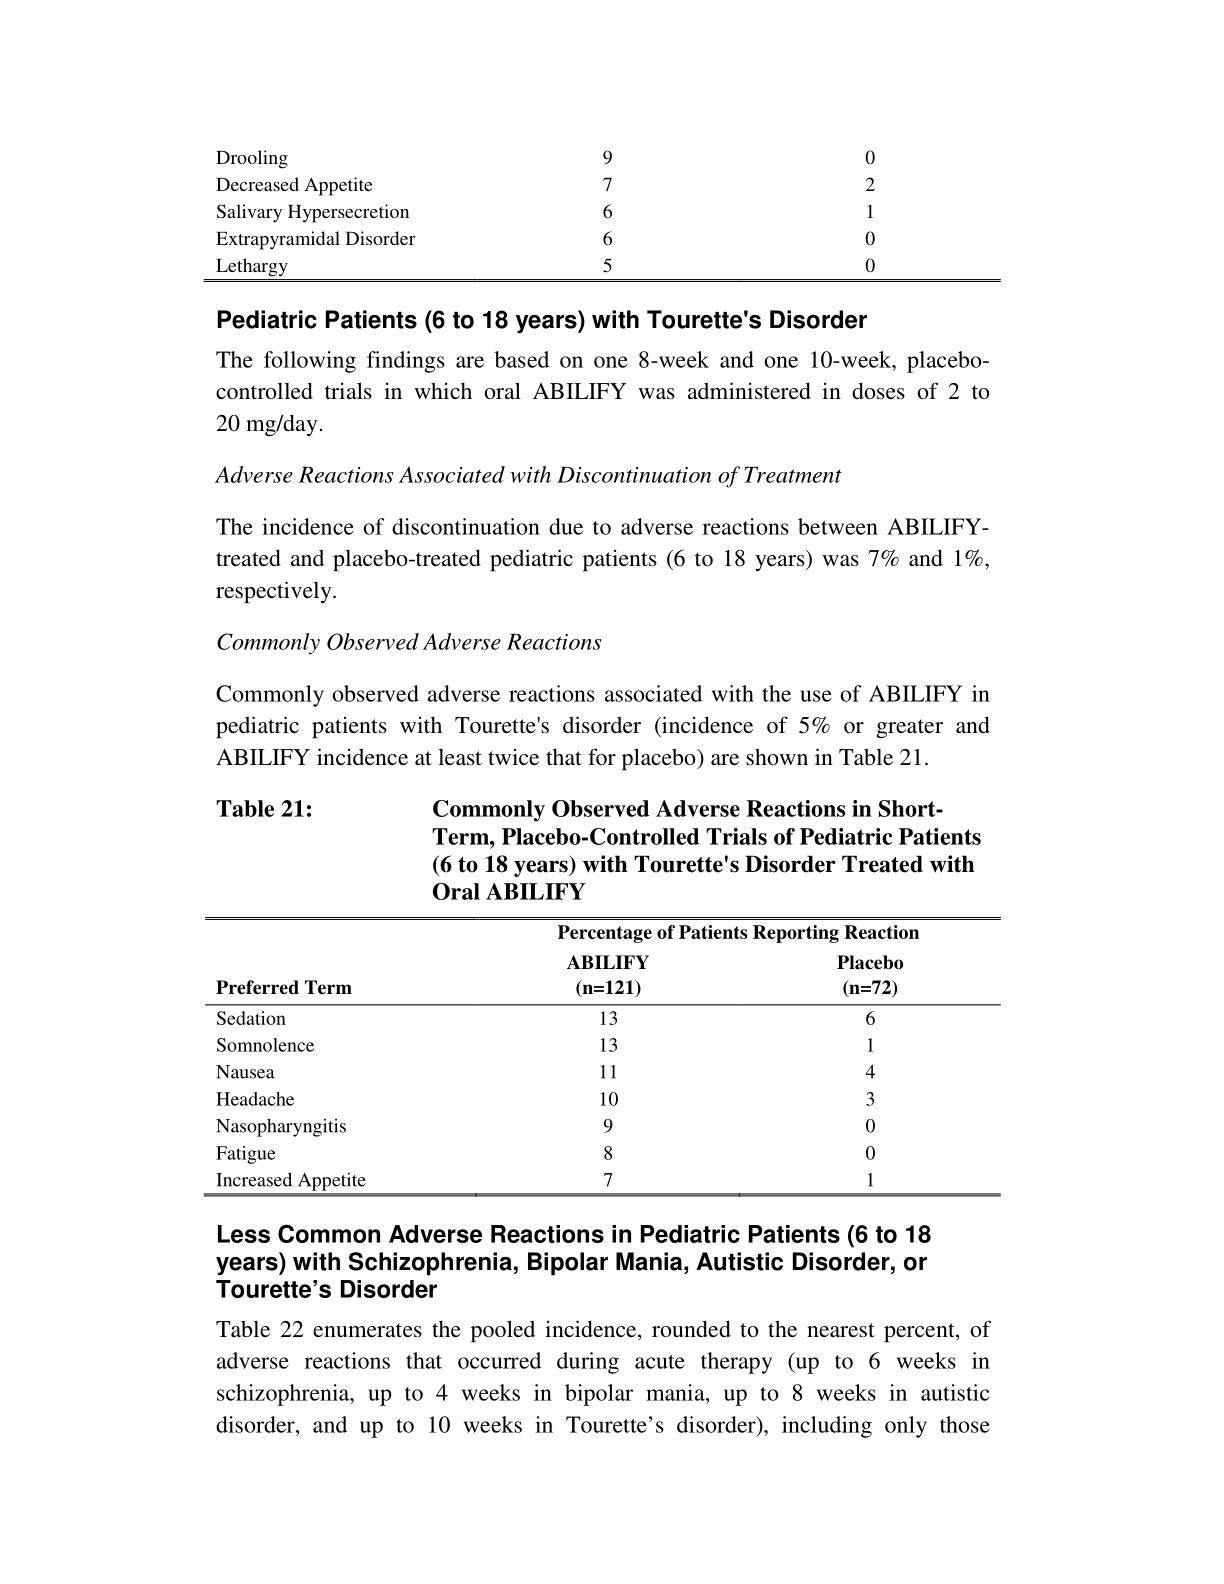 Drooling 9 0
Decreased Appetite 7 2
Salivary Hypersecretion 6 1
Extrapyramidal Disorder 6 0
Lethargy 5 0
Pediatric Patients (6 to 18 years) with Tourette's Disorder
The following findings are based on one 8-week and one 10-week, placebo-
controlled trials in which oral ABILIFY was administered in doses of 2 to
20 mg/day.
Adverse Reactions Associated with Discontinuation of Treatment
The incidence of discontinuation due to adverse reactions between ABILIFY-
treated and placebo-treated pediatric patients (6 to 18 years) was 7% and 1%,
respectively.
Commonly Observed Adverse Reactions
Commonly observed adverse reactions associated with the use of ABILIFY in
pediatric patients with Tourette's disorder (incidence of 5% or greater and
ABILIFY incidence at least twice that for placebo) are shown in Table 21.
Table 21: Commonly Observed Adverse Reactions in Short-
Term, Placebo-Controlled Trials of Pediatric Patients
(6 to 18 years) with Tourette's Disorder Treated with
Oral ABILIFY
Percentage of Patients Reporting Reaction
ABILIFY Placebo
Preferred Term (n=121) (n=72)
Sedation 13 6
Somnolence 13 1
Nausea 11 4
Headache 10 3
Nasopharyngitis 9 0
Fatigue 8 0
Increased Appetite 7 1
Less Common Adverse Reactions in Pediatric Patients (6 to 18
years) with Schizophrenia, Bipolar Mania, Autistic Disorder, or
Tourette’s Disorder
Table 22 enumerates the pooled incidence, rounded to the nearest percent, of
adverse reactions that occurred during acute therapy (up to 6 weeks in
schizophrenia, up to 4 weeks in bipolar mania, up to 8 weeks in autistic
disorder, and up to 10 weeks in Tourette’s disorder), including only those